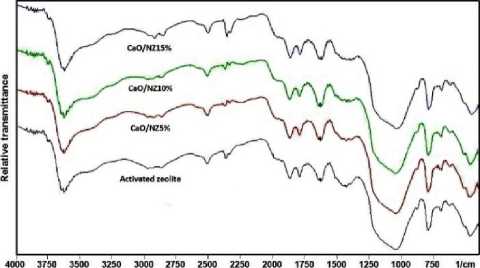 Relative transmittance
CaO/NZ15%
CaO/NZ10%
CaO/NZ5%
Activated zeolite
4000 3750 3500 3250 3000 2750 2500 2250 2000 1750 1500 1250 1000 750 500 1/cm